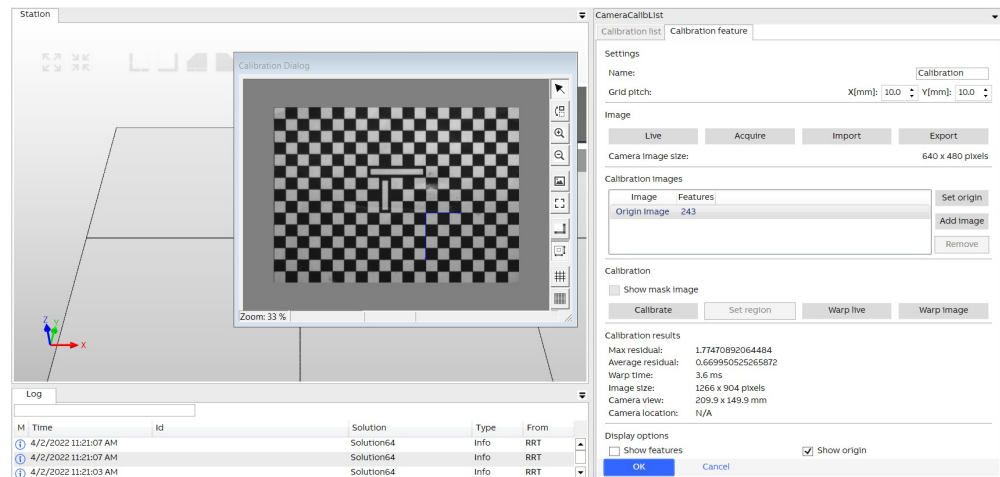 Station
Calibration Dialog
Zoom: 33 %
Z
Y
X
Log
M Time Id Solution Type From
4/2/2022 11:21:07 AM Solution64 Info RRT
4/2/2022 11:21:07 AM Solution64 Info RRT
4/2/2022 11:21:03 AM Solution64 Info RRT
CameraCalibList
Calibration list Calibration feature
Settings
Name: Calibration
Grid pitch: X[mm]: 10.0 Y[mm]: 10.0
Image
Live Acquire Import Export
Camera image size: 640 x 480 pixels
Calibration images
Image Features
Origin Image 243
Set origin
Add image
Remove
Calibration
Show mask image
Calibrate Set region Warp live Warp image
Calibration results
Max residual: 1.77470892064484
Average residual: 0.669950525265872
Warp time: 3.6 ms
Image size: 1266 x 904 pixels
Camera view: 209.9 x 149.9 mm
Camera location: N/A
Display options
Show features Show origin
OK Cancel